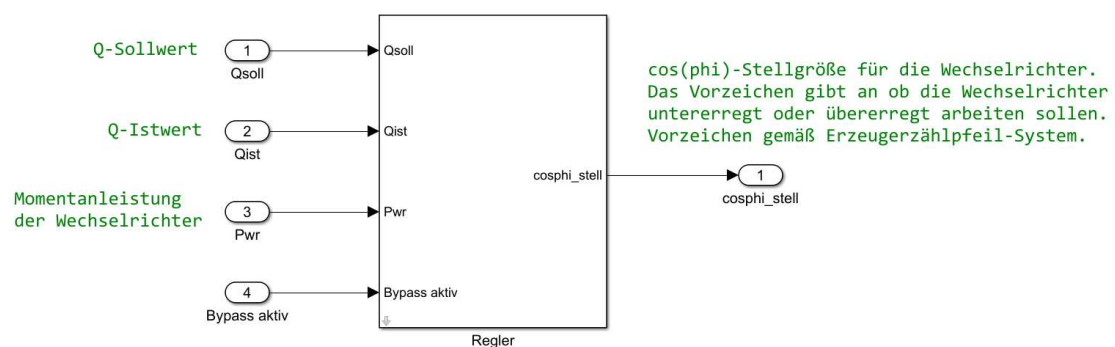 Q-Sollwert
1
Qsoll
Qsoll
Q-Istwert
2
Qist
Qist
Momentanleistung
der Wechselrichter
3
Pwr
Pwr
4
Bypass aktiv
Bypass aktiv
cosphi_stell
Regler
cos(phi)-Stellgröße für die Wechselrichter.
Das Vorzeichen gibt an ob die Wechselrichter
untererregt oder übererregt arbeiten sollen.
Vorzeichen gemäß Erzeugerzählpfeil-System.
1
cosphi_stell